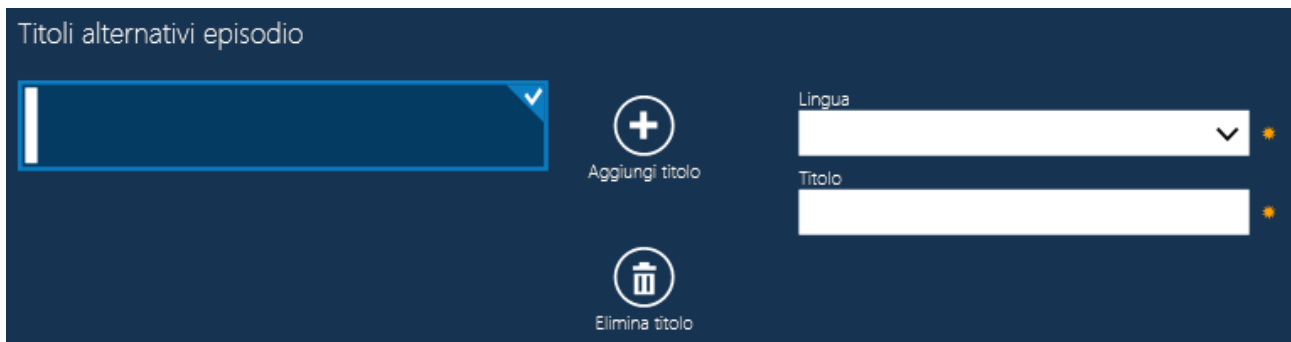 Titoli alternativi episodio
Aggiungi titolo
Elimina titolo
Lingua
Titolo